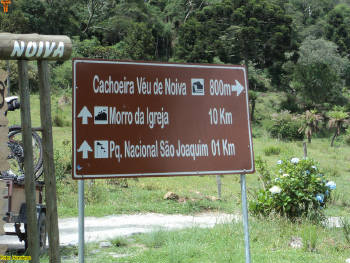 NOIVA
Cachoeira Véu de Noiva 800m
Morro da Igreja 10 Km
Pq. Nacional São Joaquim 01 Km